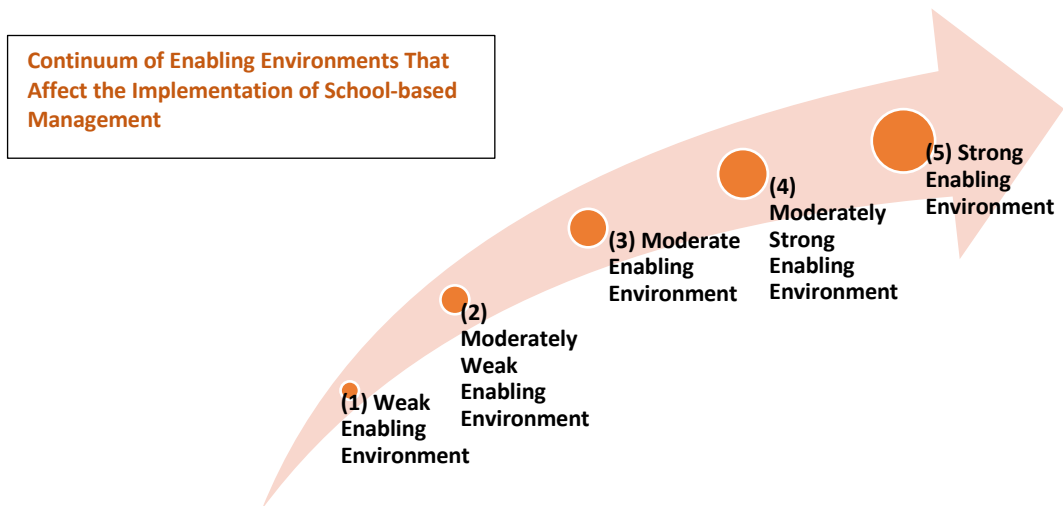 Continuum of Enabling Environments That
Affect the Implementation of School-based
Management
(1) Weak
Enabling
Environment
(2)
Moderately
Weak
Enabling
Environment
(3) Moderate
Enabling
Environment
(4)
Moderately
Strong
Enabling
Environment
(5) Strong
Enabling
Environment